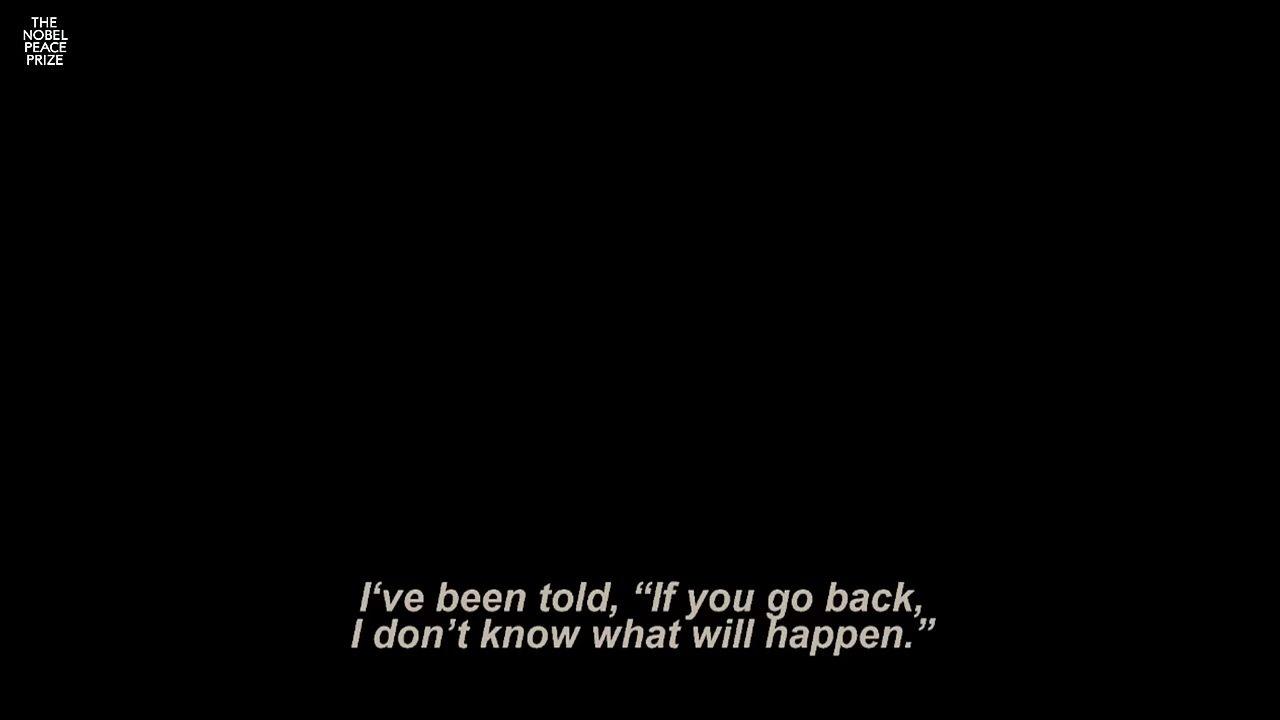 THE
NOBEL
PEACE
PRIZE
I‘ve been told, “If you go back,
I don’t know what will happen.”